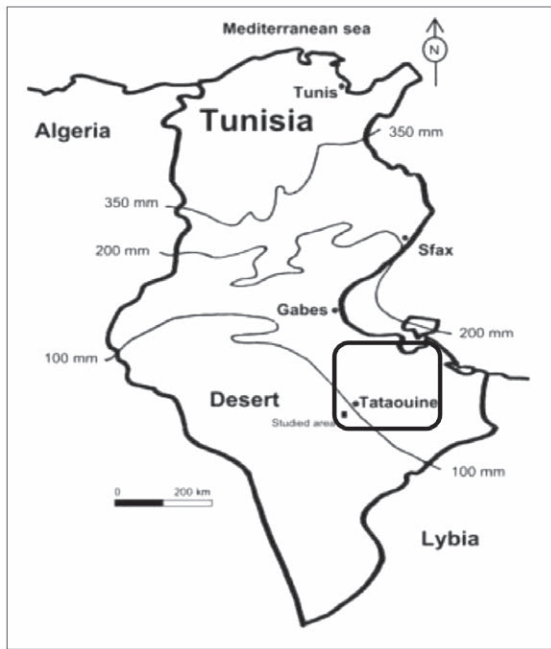 Mediterranean sea
N
Tunis
Algeria
Tunisia
350 mm
350 mm
200 mm
Sfax
Gabes
200 mm
100 mm
Desert
Tataouine
Studied area
100 mm
0 200 km
Lybia